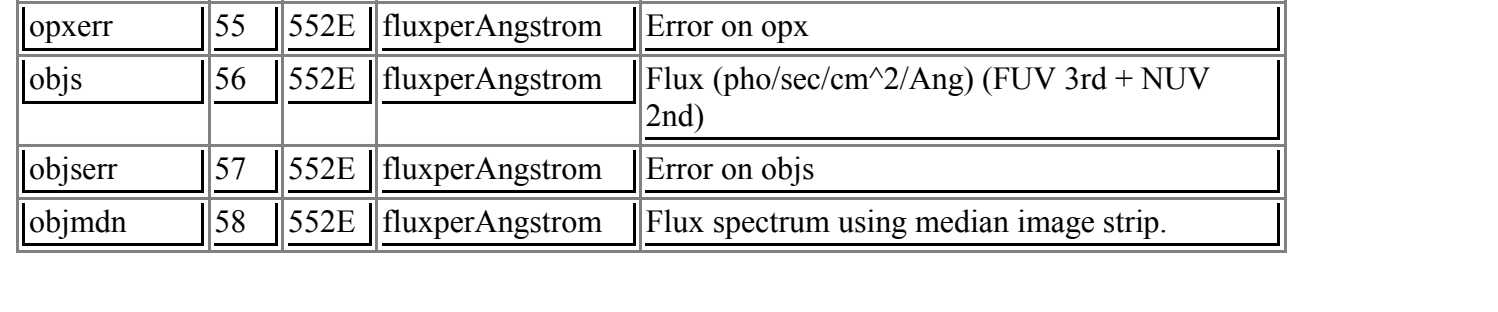 opxerr 55 552E fluxperAngstrom Error on opx
objs 56 552E fluxperAngstrom Flux (pho/sec/cm^2/Ang) (FUV 3rd + NUV
2nd)
objserr 57 552E fluxperAngstrom Error on objs
objmdn 58 552E fluxperAngstrom Flux spectrum using median image strip.